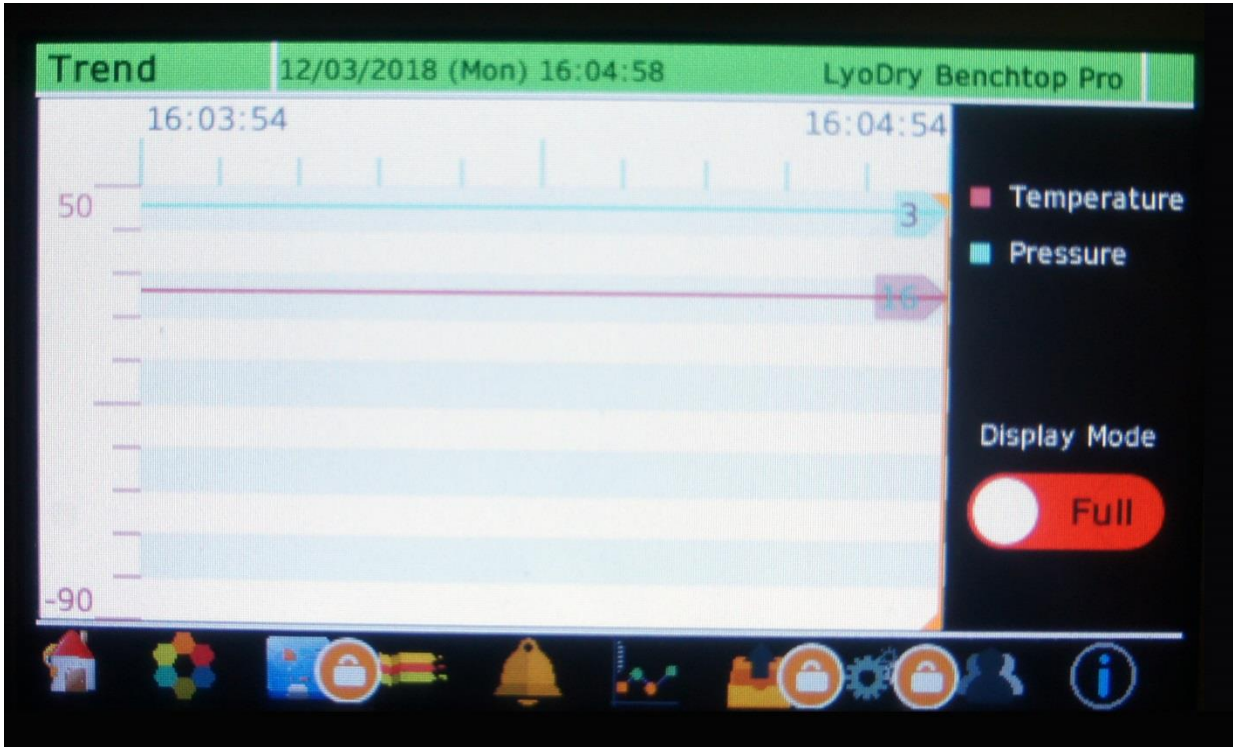 Trend 12/03/2018 (Mon) 16:04:58 LyoDry Benchtop Pro
16:03:54 16:04:54
50
3
Temperature
Pressure
16
Display Mode
Full
-90
i